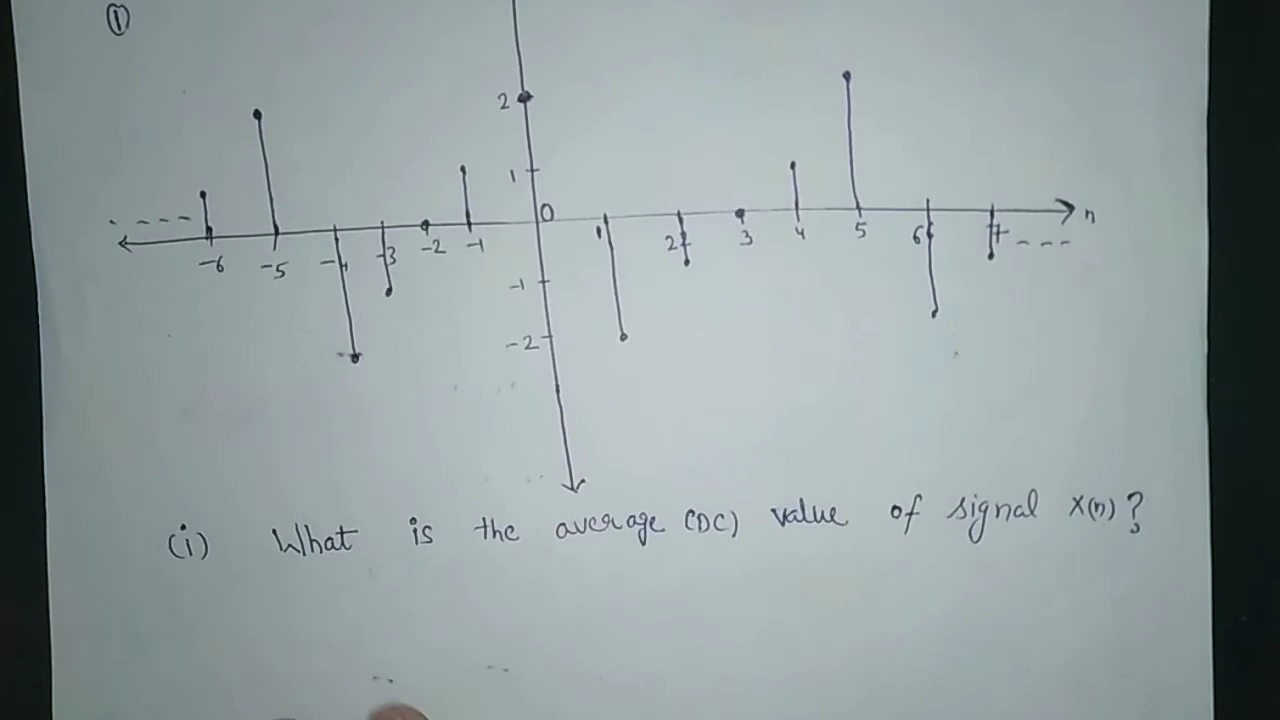 ①
2
1
0 n
-6 -5 -4 -3 -2 -1 1 2 3 4 5 6 7
-1
-2
(i) What is the average (DC) value of signal x(n)?